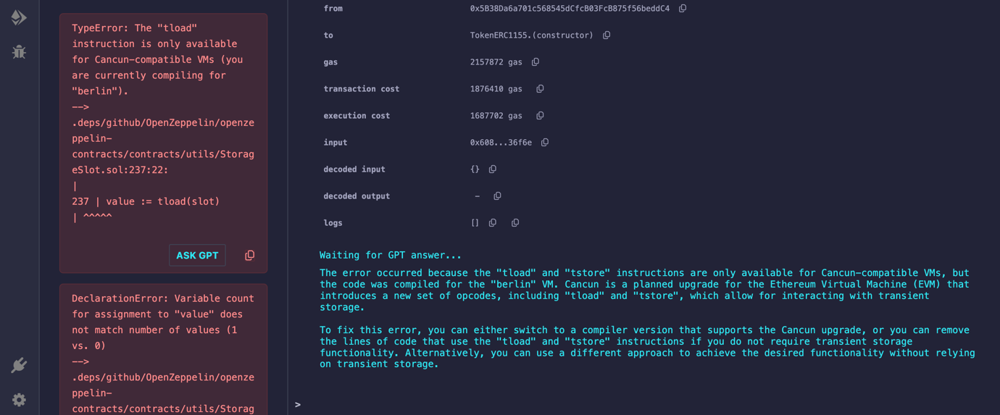 TypeError: The "tload"
instruction is only available
for Cancun-compatible VMs (you
are currently compiling for
"berlin").
-->
.deps/github/OpenZeppelin/openze
ppelin-
contracts/contracts/utils/Storag
eSlot.sol:237:22:
|
237 | value := tload(slot)
| ^^^^^
ASK GPT
DeclarationError: Variable count
for assignment to "value" does
not match number of values (1
vs. 0)
-->
.deps/github/OpenZeppelin/openze
ppelin-
contracts/contracts/utils/Storag
from 0x5B38Da6a701c568545dCfcB03FcB875f56beddC4
to TokenERC1155.(constructor)
gas 2157872 gas
transaction cost 1876410 gas
execution cost 1687702 gas
input 0x608...36f6e
decoded input {}
decoded output -
logs []
Waiting for GPT answer...
The error occurred because the "tload" and "tstore" instructions are only available for Cancun-compatible VMs, but
the code was compiled for the "berlin" VM. Cancun is a planned upgrade for the Ethereum Virtual Machine (EVM) that
introduces a new set of opcodes, including "tload" and "tstore", which allow for interacting with transient
storage.
To fix this error, you can either switch to a compiler version that supports the Cancun upgrade, or you can remove
the lines of code that use the "tload" and "tstore" instructions if you do not require transient storage
functionality. Alternatively, you can use a different approach to achieve the desired functionality without relying
on transient storage.
>